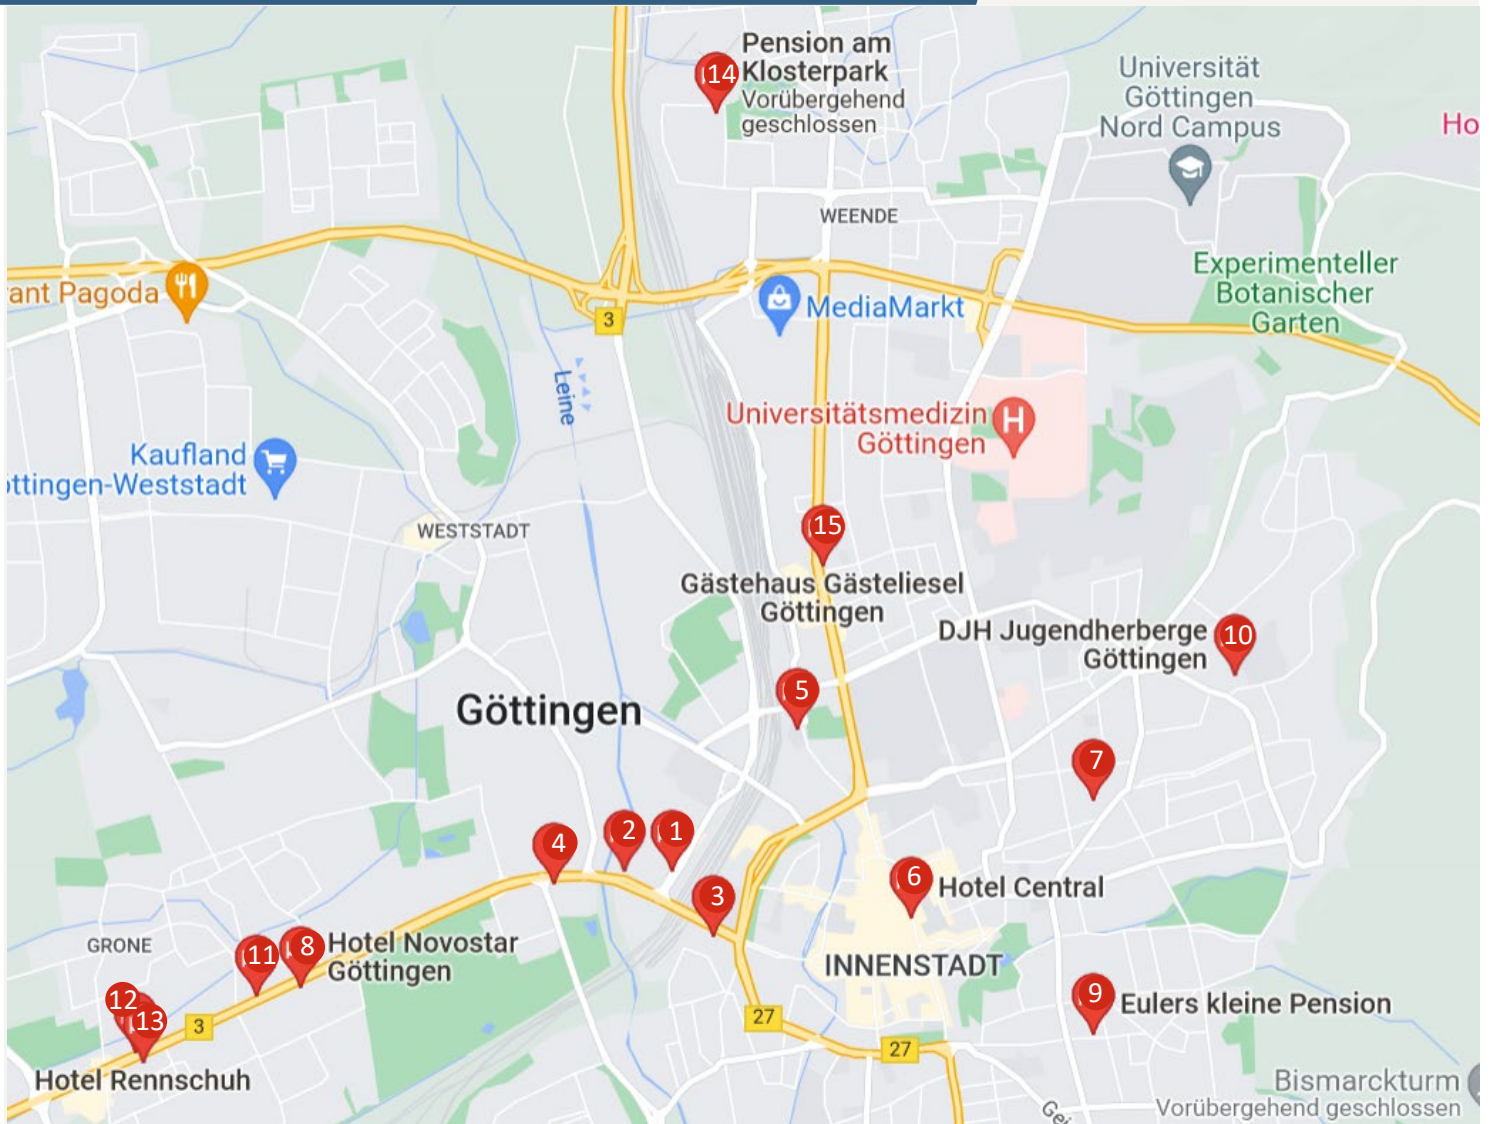 14
Pension am
Klosterpark
Vorübergehend
geschlossen
Universität
Göttingen
Nord Campus
Ho
WEENDE
Experimenteller
Botanischer
Garten
ant Pagoda
MediaMarkt
3
Leine
Universitätsmedizin
Göttingen
H
Kaufland
öttingen-Weststadt
WESTSTADT
15
Gästehaus Gästeliesel
Göttingen
DJH Jugendherberge
Göttingen
10
5
Göttingen
7
4
2
1
3
6
Hotel Central
GRONE
11
8
Hotel Novostar
Göttingen
INNENSTADT
12
13
3
9
Eulers kleine Pension
27
27
Hotel Rennschuh
Bismarckturm
Vorübergehend geschlossen
Gei